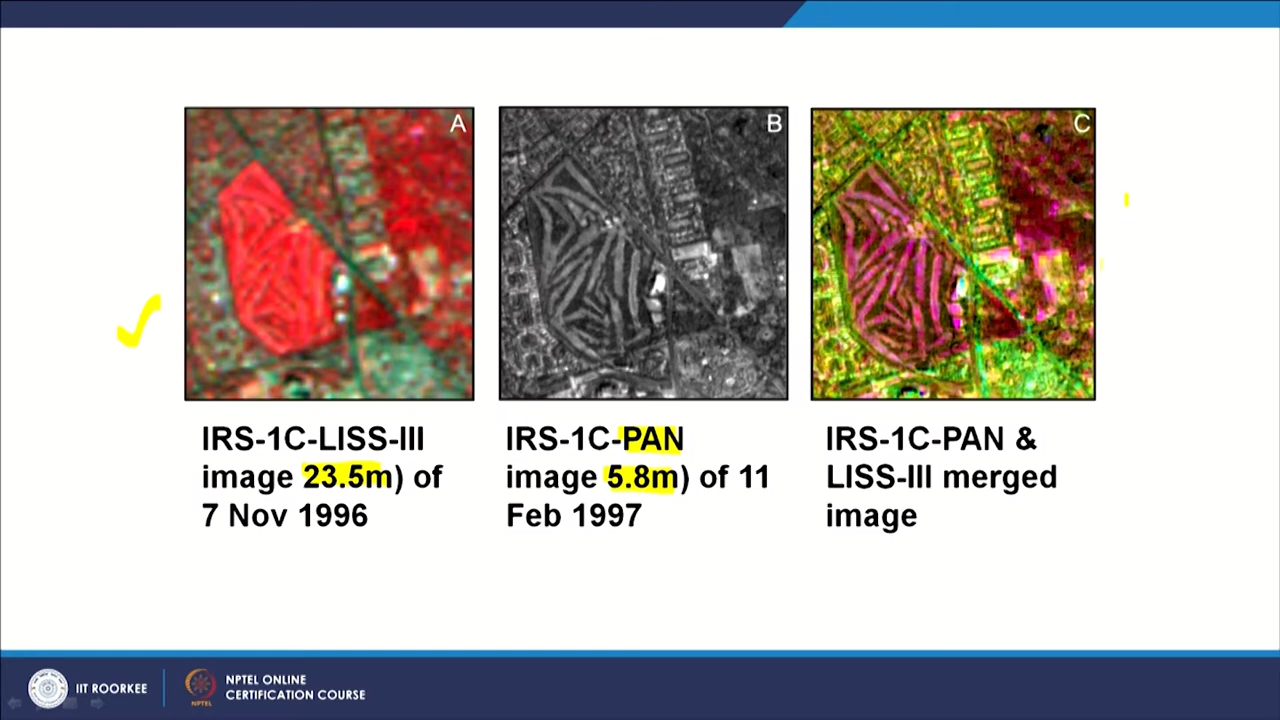 A
B
C
IRS-1C-LISS-III
image 23.5m) of
7 Nov 1996
IRS-1C-PAN
image 5.8m) of 11
Feb 1997
IRS-1C-PAN &
LISS-III merged
image
IIT ROORKEE
NPTEL
NPTEL ONLINE
CERTIFICATION COURSE